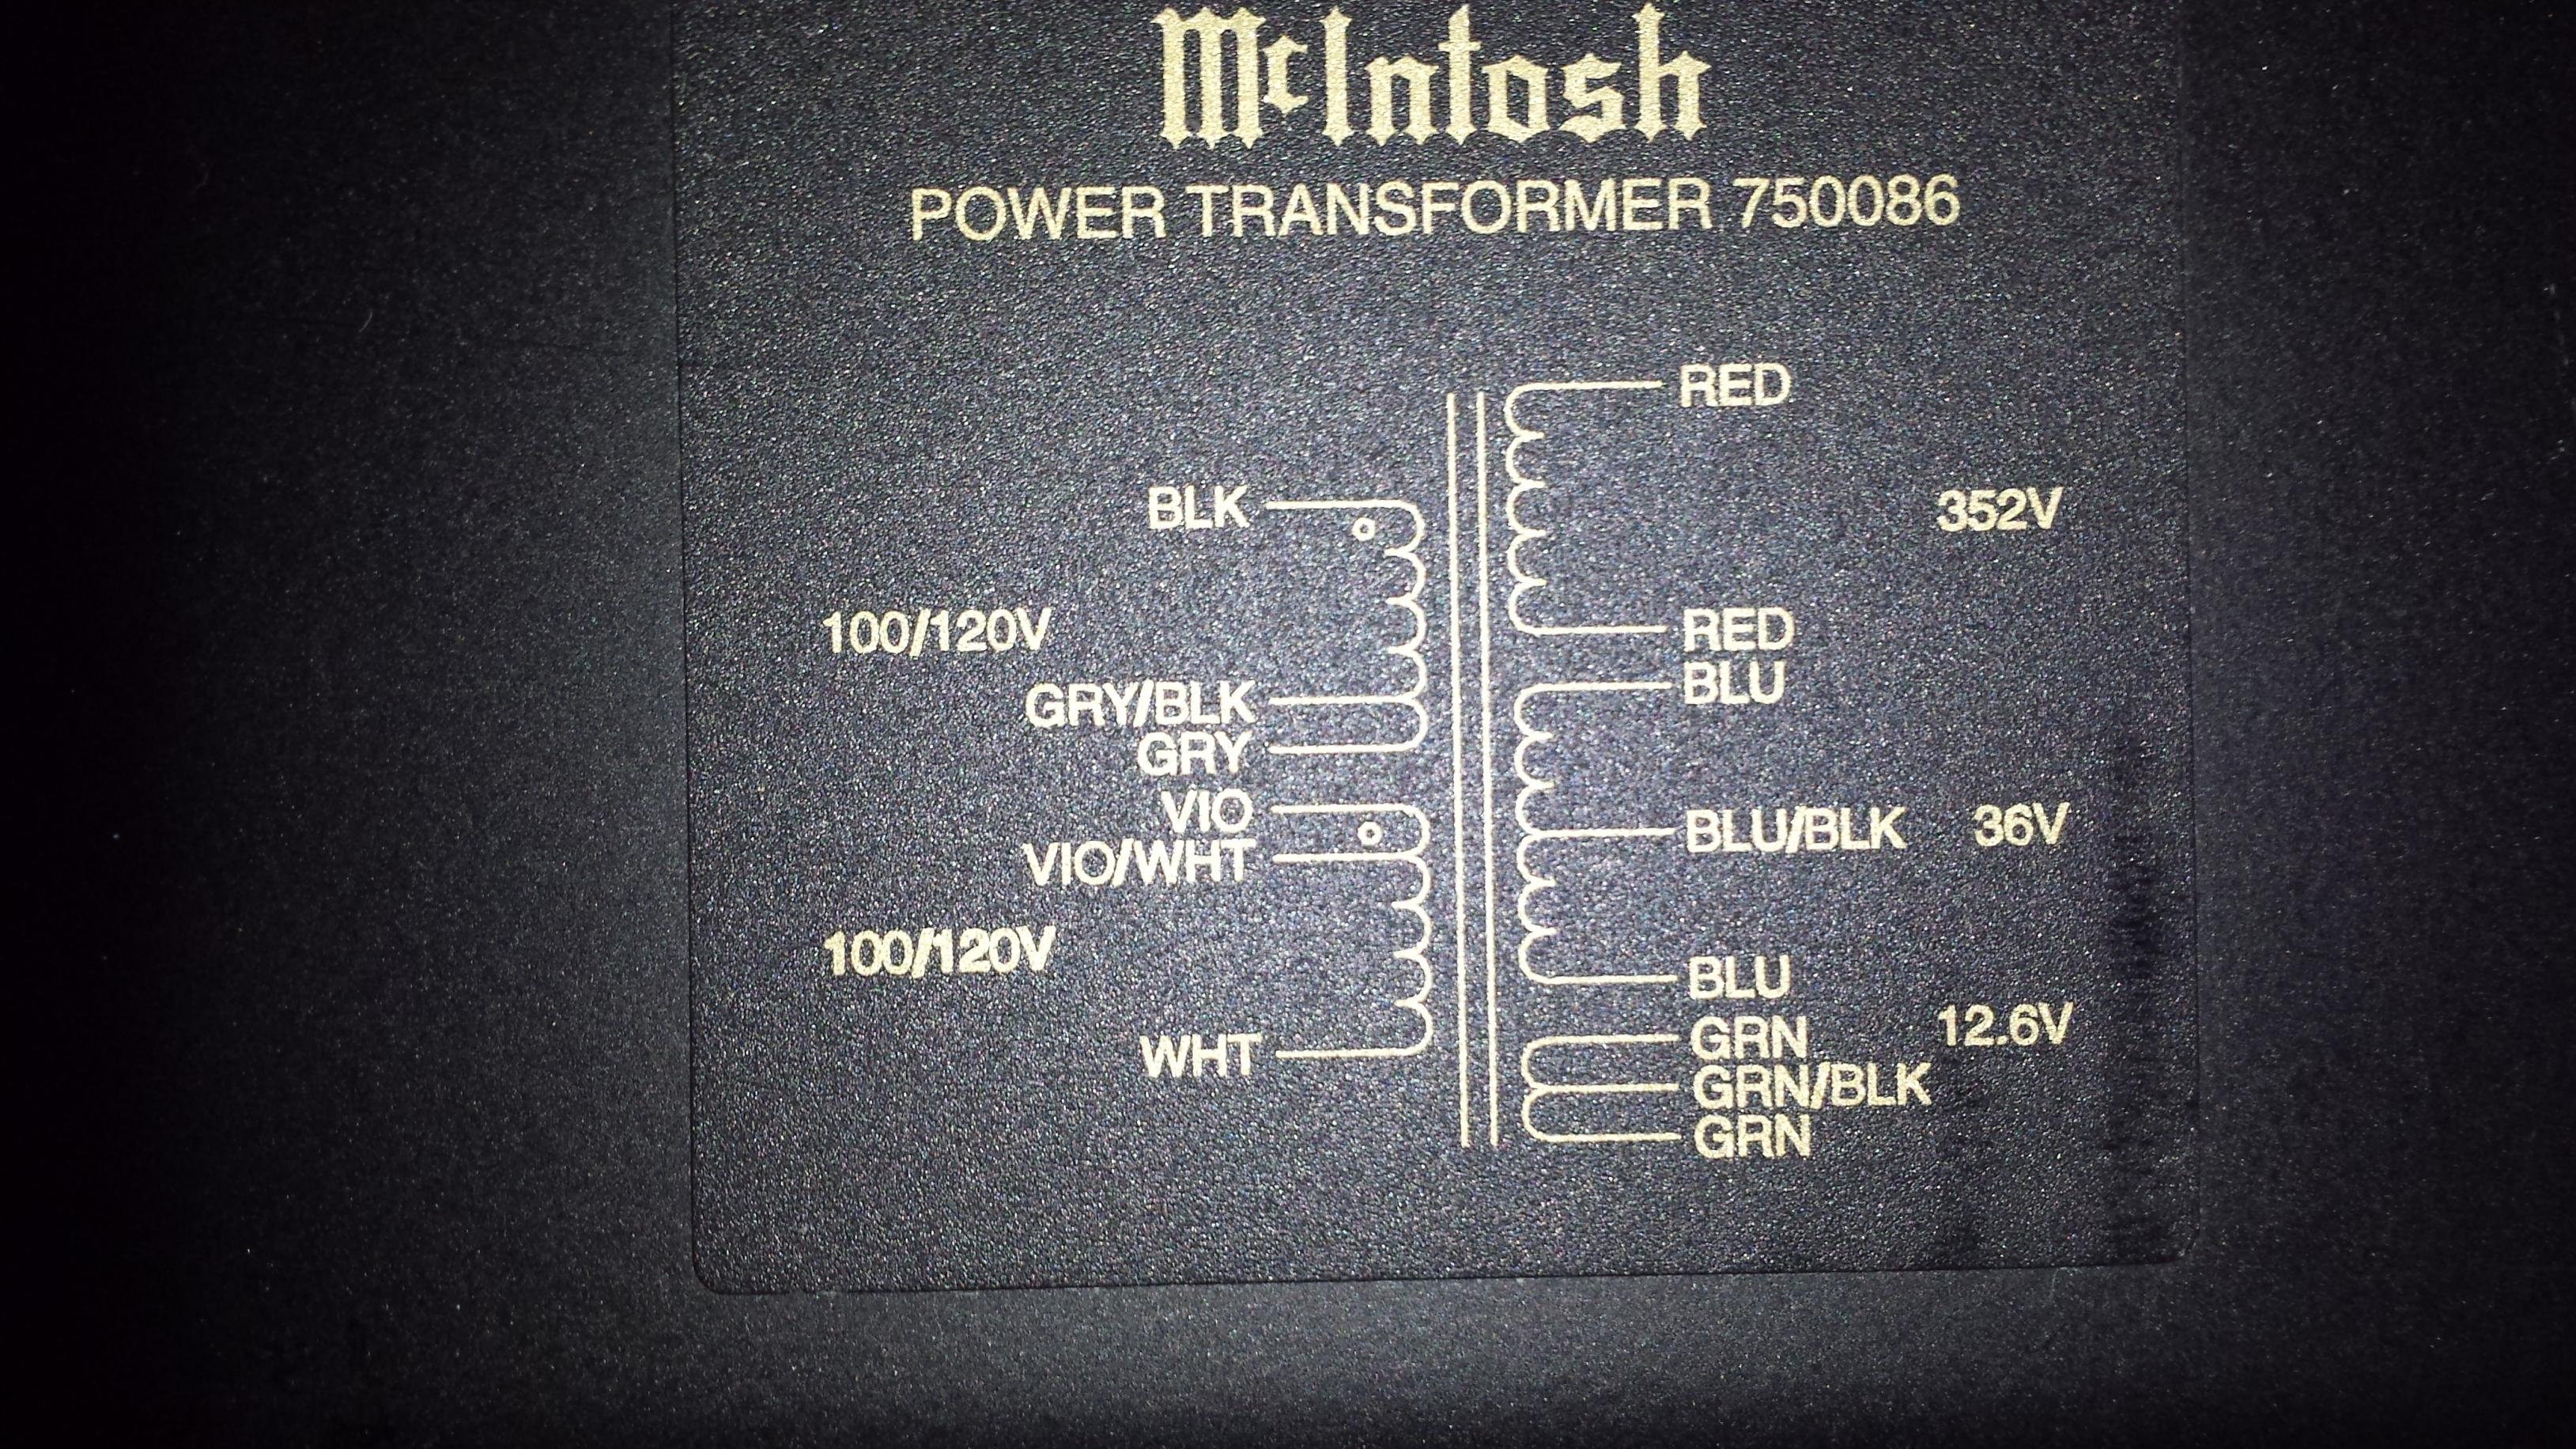 McIntosh
POWER TRANSFORMER 750086
RED
BLK
352V
100/120V
RED
BLU
GRY/BLK
GRY
VIO
BLU/BLK 36V
VIO/WHT
100/120V
BLU
GRN 12.6V
WHT
GRN/BLK
GRN